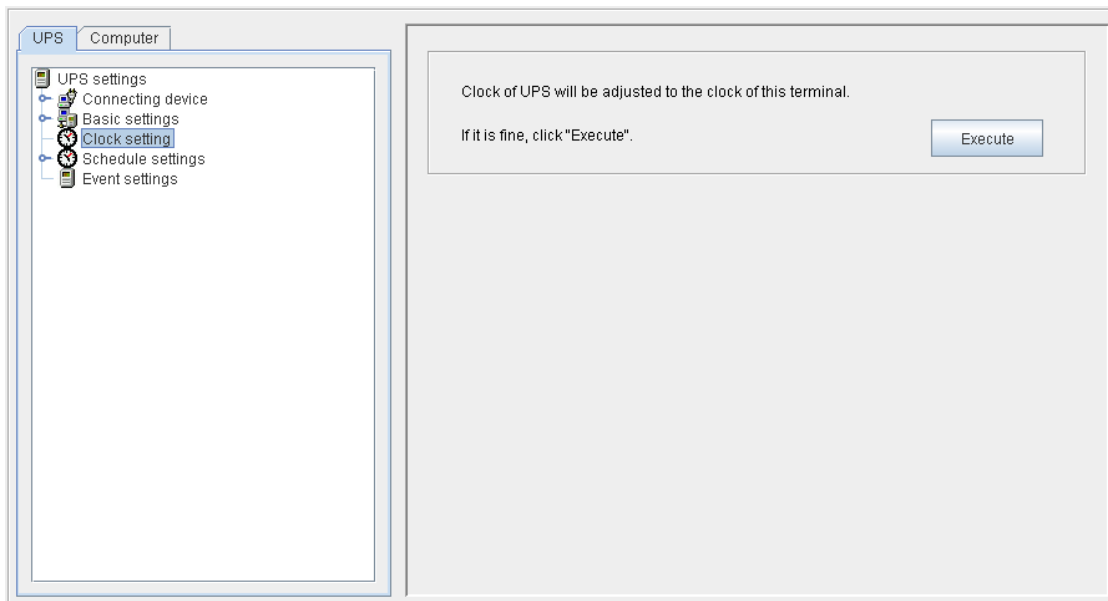 UPS
Computer
UPS settings
Connecting device
Basic settings
Clock setting
Schedule settings
Event settings
Clock of UPS will be adjusted to the clock of this terminal.
If it is fine, click "Execute".
Execute